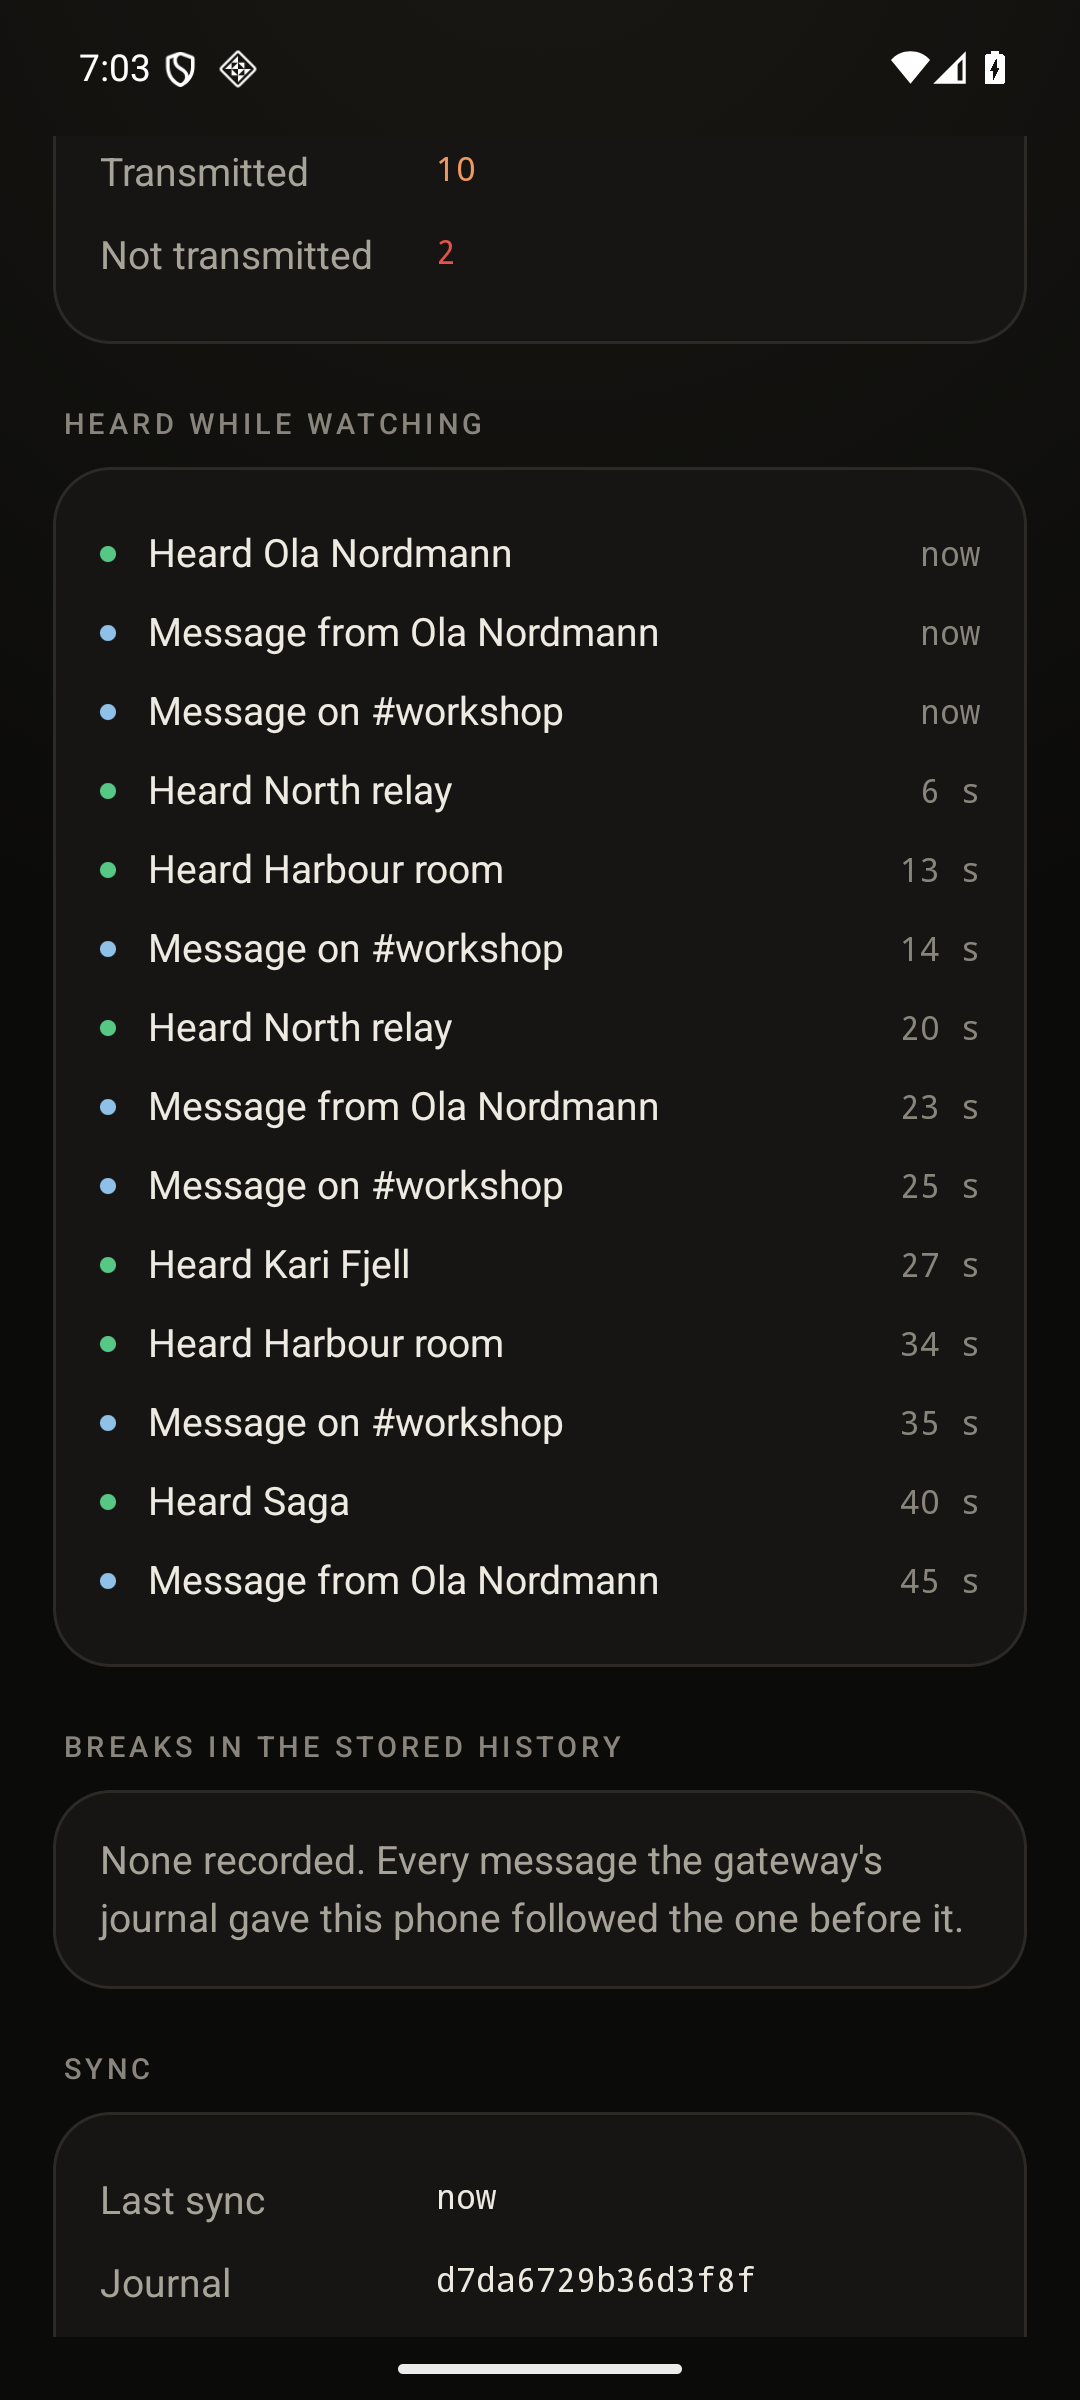 7:03
Transmitted 10
Not transmitted 2
HEARD WHILE WATCHING
Heard Ola Nordmann now
Message from Ola Nordmann now
Message on #workshop now
Heard North relay 6 s
Heard Harbour room 13 s
Message on #workshop 14 s
Heard North relay 20 s
Message from Ola Nordmann 23 s
Message on #workshop 25 s
Heard Kari Fjell 27 s
Heard Harbour room 34 s
Message on #workshop 35 s
Heard Saga 40 s
Message from Ola Nordmann 45 s
BREAKS IN THE STORED HISTORY
None recorded. Every message the gateway's
journal gave this phone followed the one before it.
SYNC
Last sync now
Journal d7da6729b36d3f8f